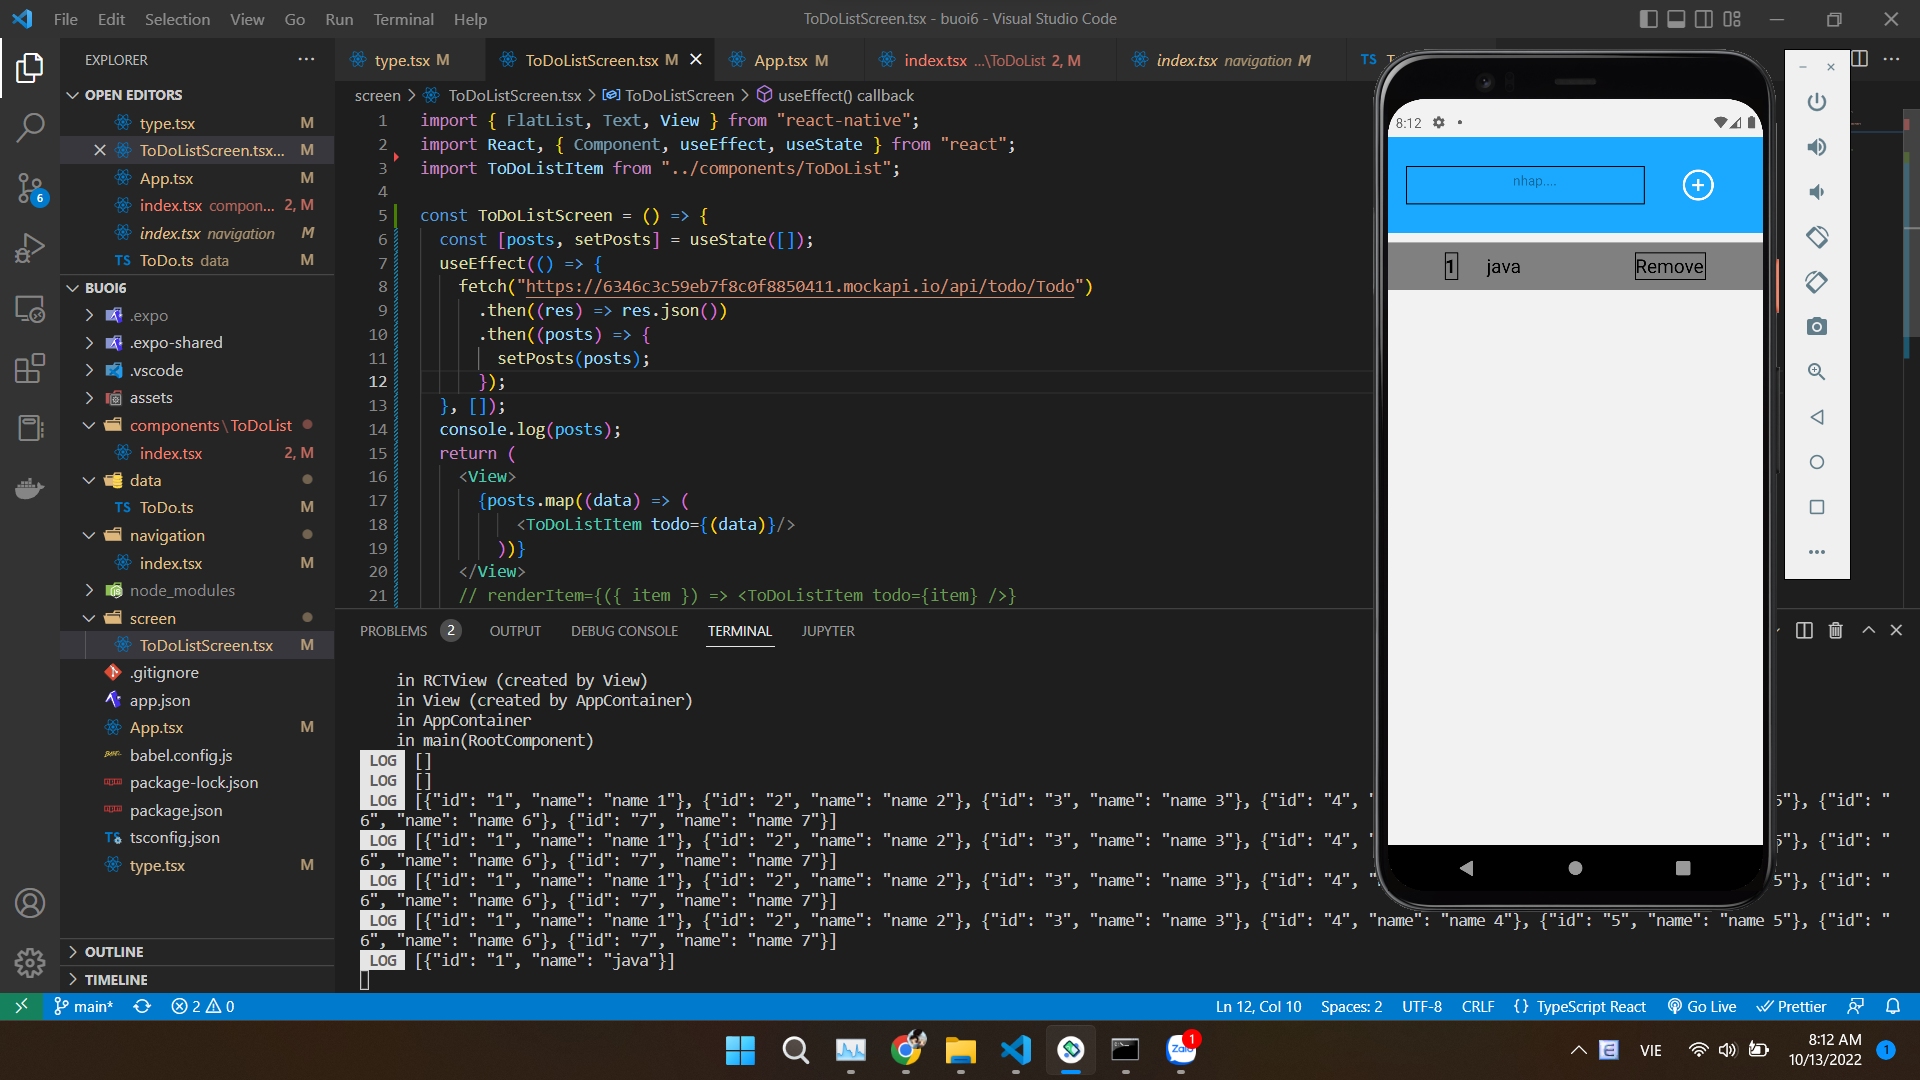 File Edit Selection View Go Run Terminal Help
ToDoListScreen.tsx - buoi6 - Visual Studio Code
EXPLORER
OPEN EDITORS
type.tsx M
ToDoListScreen.tsx... M
App.tsx M
index.tsx compon... 2, M
index.tsx navigation M
TS ToDo.ts data M
BUOI6
.expo
.expo-shared
.vscode
assets
components\ToDoList
index.tsx 2, M
data
TS ToDo.ts M
navigation
index.tsx M
node_modules
screen
ToDoListScreen.tsx M
.gitignore
app.json
App.tsx M
babel.config.js
package-lock.json
package.json
tsconfig.json
type.tsx M
OUTLINE
TIMELINE
6
type.tsx M
ToDoListScreen.tsx M
App.tsx M
index.tsx ...\ToDoList 2, M
index.tsx navigation M
TS
screen > ToDoListScreen.tsx > ToDoListScreen > useEffect() callback
1 import { FlatList, Text, View } from "react-native";
2 import React, { Component, useEffect, useState } from "react";
3 import ToDoListItem from "../components/ToDoList";
4
5 const ToDoListScreen = () => {
6 const [posts, setPosts] = useState([]);
7 useEffect(() => {
8 fetch("https://6346c3c59eb7f8c0f8850411.mockapi.io/api/todo/Todo")
9 .then((res) => res.json())
10 .then((posts) => {
11 setPosts(posts);
12 });
13 }, []);
14 console.log(posts);
15 return (
16 <View>
17 {posts.map((data) => (
18 <ToDoListItem todo={(data)}/>
19 ))}
20 </View>
21 // renderItem={({ item }) => <ToDoListItem todo={item} />}
PROBLEMS 2 OUTPUT DEBUG CONSOLE TERMINAL JUPYTER
in RCTView (created by View)
in View (created by AppContainer)
in AppContainer
in main(RootComponent)
LOG []
LOG []
LOG [{"id": "1", "name": "name 1"}, {"id": "2", "name": "name 2"}, {"id": "3", "name": "name 3"}, {"id": "4", " 5"}, {"id": "
6", "name": "name 6"}, {"id": "7", "name": "name 7"}]
LOG [{"id": "1", "name": "name 1"}, {"id": "2", "name": "name 2"}, {"id": "3", "name": "name 3"}, {"id": "4", " 5"}, {"id": "
6", "name": "name 6"}, {"id": "7", "name": "name 7"}]
LOG [{"id": "1", "name": "name 1"}, {"id": "2", "name": "name 2"}, {"id": "3", "name": "name 3"}, {"id": "4", " 5"}, {"id": "
6", "name": "name 6"}, {"id": "7", "name": "name 7"}]
LOG [{"id": "1", "name": "name 1"}, {"id": "2", "name": "name 2"}, {"id": "3", "name": "name 3"}, {"id": "4", "name": "name 4"}, {"id": "5", "name": "name 5"}, {"id": "
6", "name": "name 6"}, {"id": "7", "name": "name 7"}]
LOG [{"id": "1", "name": "java"}]
8:12
nhap....
1 java Remove
main* 2 0
Ln 12, Col 10 Spaces: 2 UTF-8 CRLF {} TypeScript React Go Live Prettier
Zalo 1
VIE
8:12 AM
10/13/2022
1